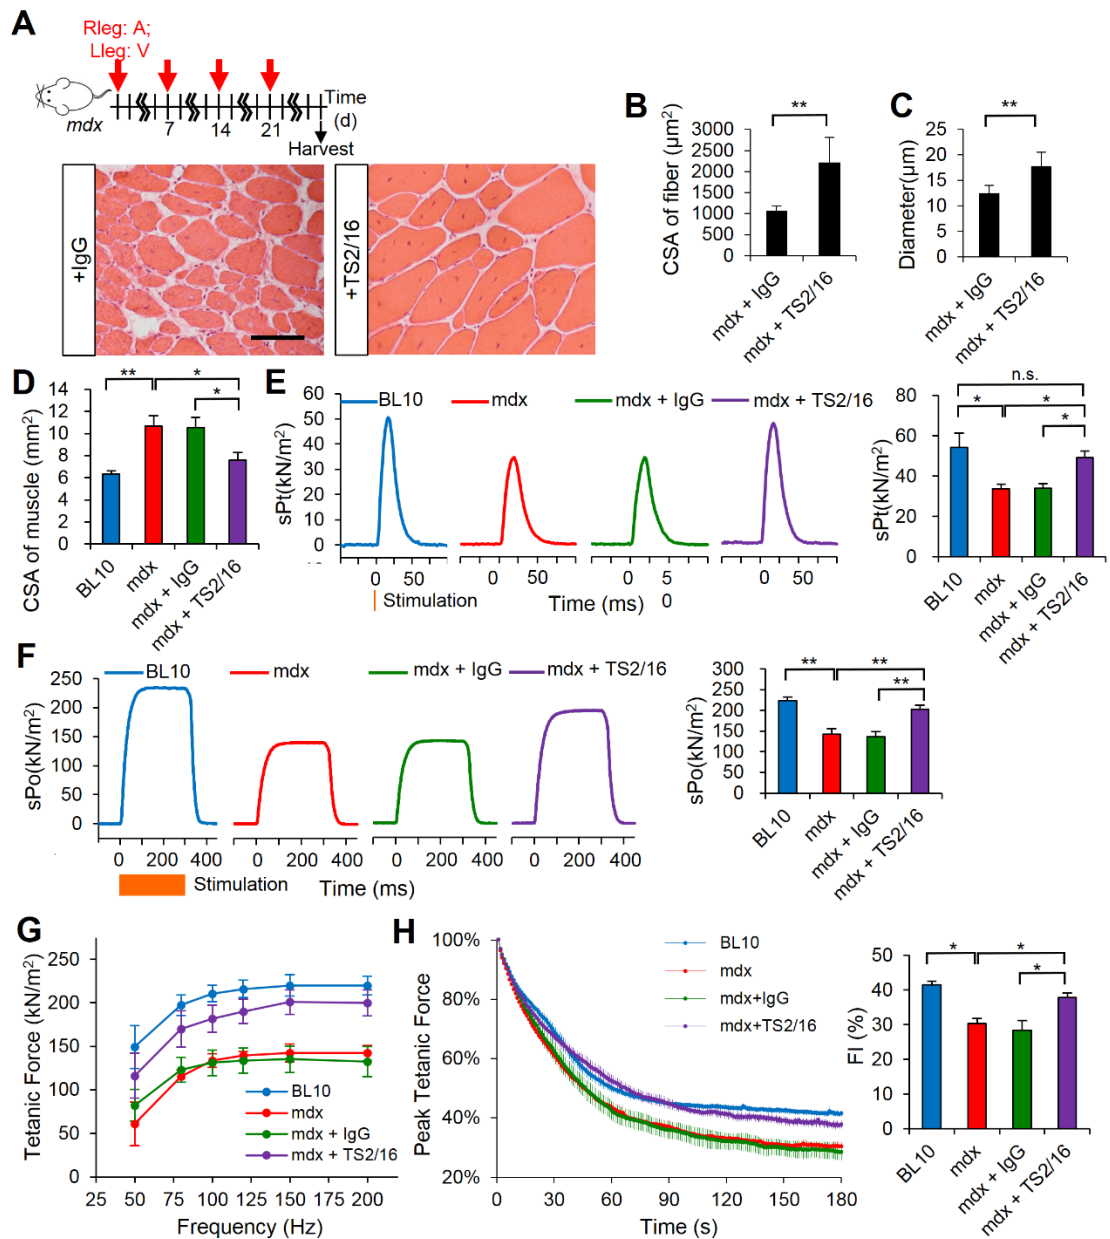 A
Rleg: A;
Lleg: V
mdx
7 14 21
Time
(d)
Harvest
+IgG
+TS2/16
B
**
CSA of fiber (μm²)
3000
2500
2000
1500
1000
500
0
mdx + IgG
mdx + TS2/16
C
**
Diameter(μm)
25
20
15
10
5
0
mdx + IgG
mdx + TS2/16
D
** *
*
CSA of muscle (mm²)
14
12
10
8
6
4
2
0
BL10
mdx
mdx + IgG
mdx + TS2/16
E
BL10 mdx mdx + IgG mdx + TS2/16
sPt(kN/m²)
60
50
40
30
20
10
0
0 50 0 50 0 5 0 50
0
Stimulation Time (ms)
n.s.
* *
*
sPt(kN/m²)
80
60
40
20
0
BL10
mdx
mdx + IgG
mdx + TS2/16
F
BL10 mdx mdx + IgG mdx + TS2/16
sPo(kN/m²)
250
200
150
100
50
0
0 200 400 0 200 400 0 200 400 0 200 400
Stimulation Time (ms)
** **
**
sPo(kN/m²)
300
250
200
150
100
50
0
BL10
mdx
mdx + IgG
mdx + TS2/16
G
Tetanic Force (kN/m²)
250
200
150
100
50
0
25 50 75 100 125 150 175 200
Frequency (Hz)
BL10
mdx
mdx + IgG
mdx + TS2/16
H
Peak Tetanic Force
100%
80%
60%
40%
20%
0 30 60 90 120 150 180
Time (s)
BL10
mdx
mdx+IgG
mdx+TS2/16
* *
*
FI (%)
50
40
30
20
10
0
BL10
mdx
mdx + IgG
mdx + TS2/16